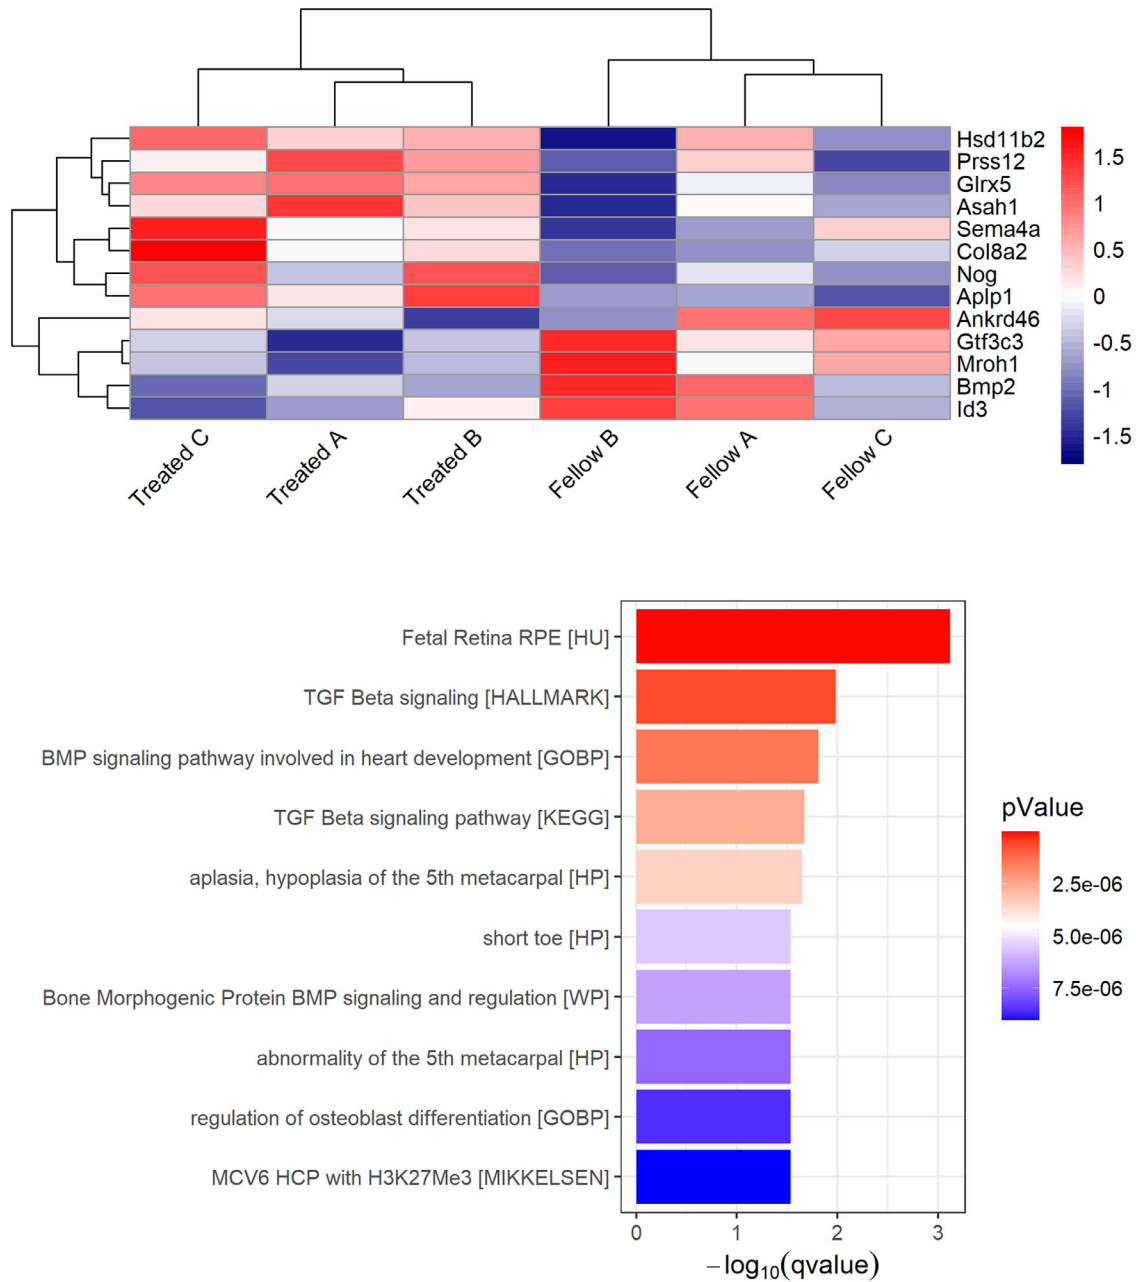 Hsd11b2
Prss12
Glrx5
Asah1
Sema4a
Col8a2
Nog
Aplp1
Ankrd46
Gtf3c3
Mroh1
Bmp2
Id3
1.5
1
0.5
0
-0.5
-1
-1.5
Treated C
Treated A
Treated B
Fellow B
Fellow A
Fellow C
Fetal Retina RPE [HU]
TGF Beta signaling [HALLMARK]
BMP signaling pathway involved in heart development [GOBP]
TGF Beta signaling pathway [KEGG]
aplasia, hypoplasia of the 5th metacarpal [HP]
short toe [HP]
Bone Morphogenic Protein BMP signaling and regulation [WP]
abnormality of the 5th metacarpal [HP]
regulation of osteoblast differentiation [GOBP]
MCV6 HCP with H3K27Me3 [MIKKELSEN]
0 1 2 3
−log10(qvalue)
pValue
2.5e-06
5.0e-06
7.5e-06